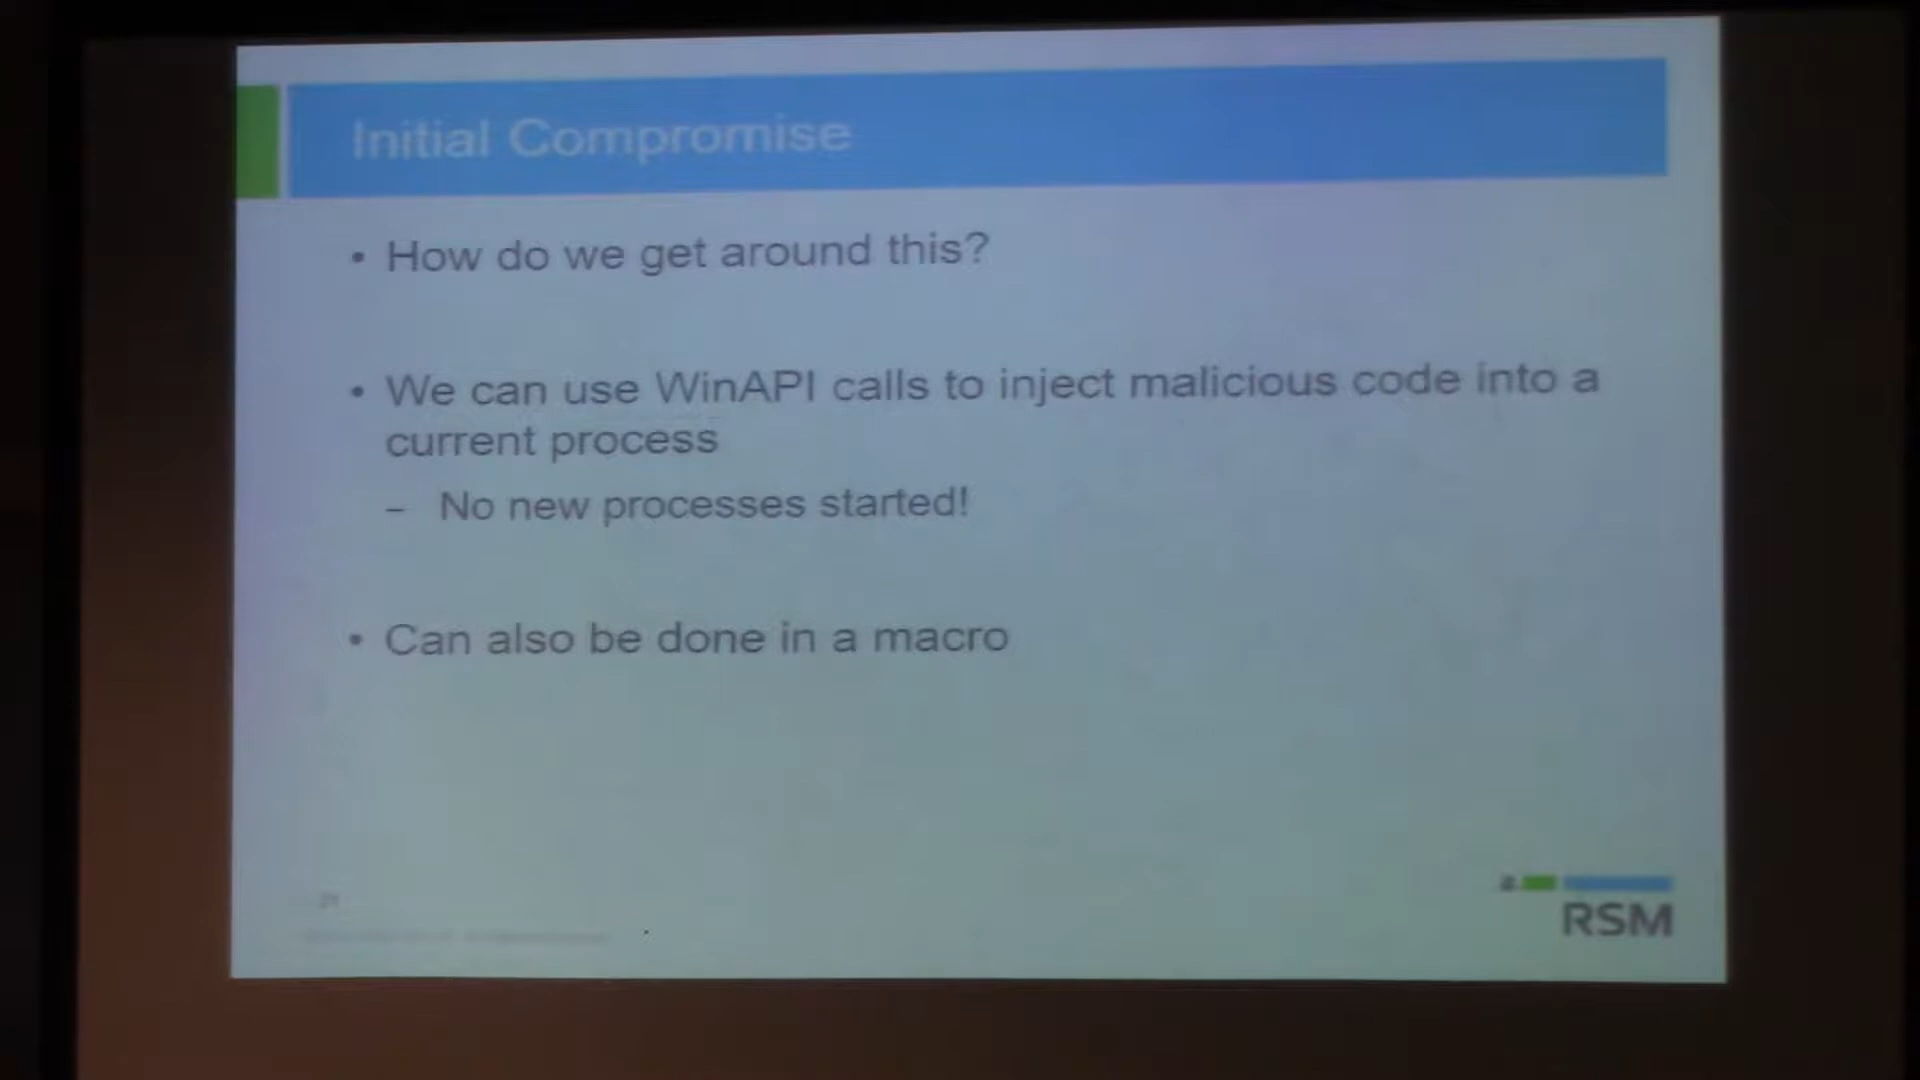 Initial Compromise
• How do we get around this?
• We can use WinAPI calls to inject malicious code into a
current process
– No new processes started!
• Can also be done in a macro
RSM